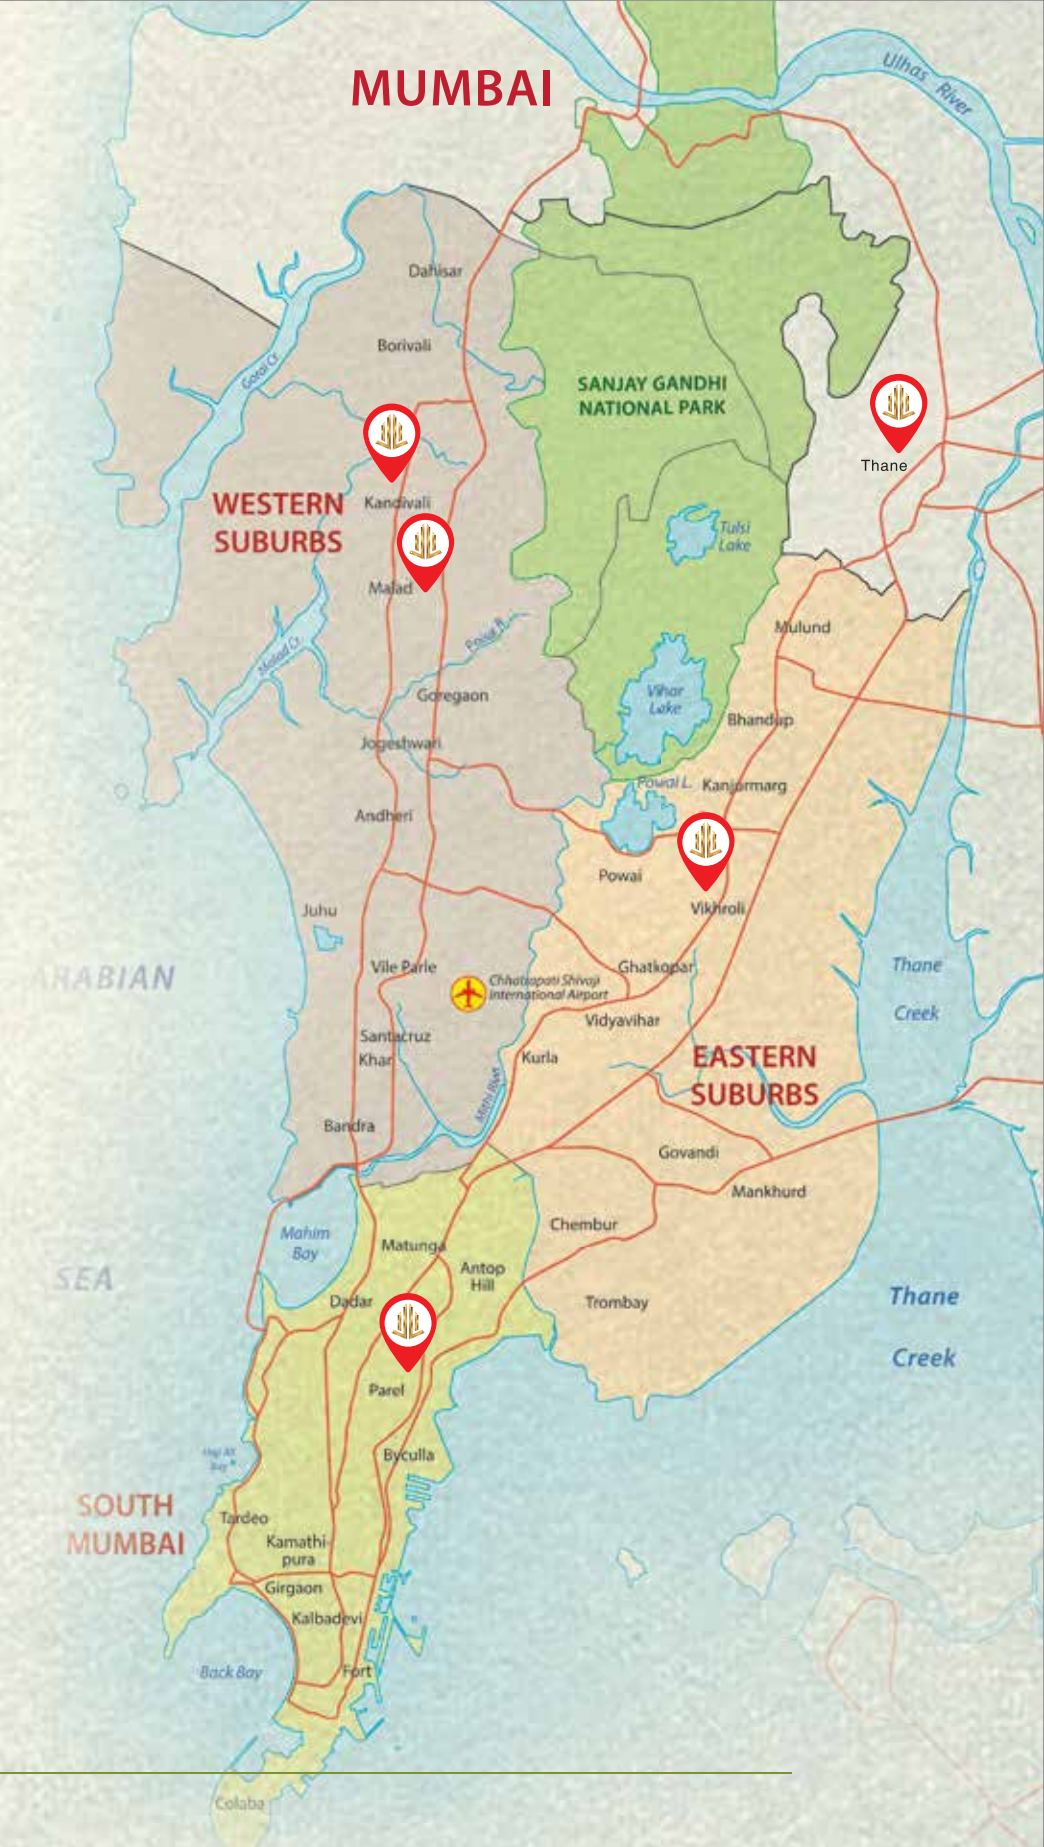 MUMBAI
Ulhas River
Dahisar
Borivali
Gorai Cr.
SANJAY GANDHI
NATIONAL PARK
Thane
WESTERN
SUBURBS
Kandivali
Tulsi
Lake
Malad
Mulund
Malad Cr.
Poisar R.
Goregaon
Vihar
Lake
Bhandup
Jogeshwari
Powai L.
Kanjurmarg
Andheri
Powai
Vikhroli
Juhu
Vile Parle
Ghatkopar
Thane
Creek
ARABIAN
SEA
Chhatrapati Shivaji
International Airport
Vidyavihar
Santacruz
Khar
Kurla
EASTERN
SUBURBS
Mithi River
Bandra
Govandi
Mankhurd
Mahim
Bay
Matunga
Chembur
Antop
Hill
Dadar
Trombay
Thane
Creek
Parel
Byculla
Haji Ali
Bay
SOUTH
MUMBAI
Tardeo
Kamathi-
pura
Girgaon
Kalbadevi
Back Bay
Fort
Colaba